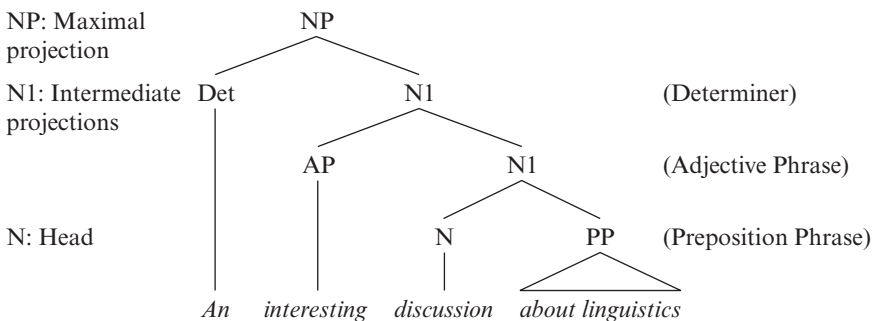 NP: Maximal NP
projection
N1: Intermediate Det N1 (Determiner)
projections
AP N1 (Adjective Phrase)
N: Head N PP (Preposition Phrase)
An interesting discussion about linguistics